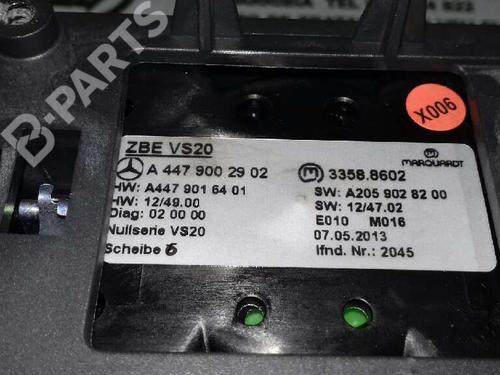 B-PARTS
X006
ZBE VS20
MARQUARDT
A 447 900 29 02
3358.8602
HW: A447 901 64 01
SW: A205 902 82 00
HW: 12/49.00
SW: 12/47.02
Diag: 02 00 00
E010 M016
Nullserie VS20
07.05.2013
Scheibe
lfnd. Nr.: 2045